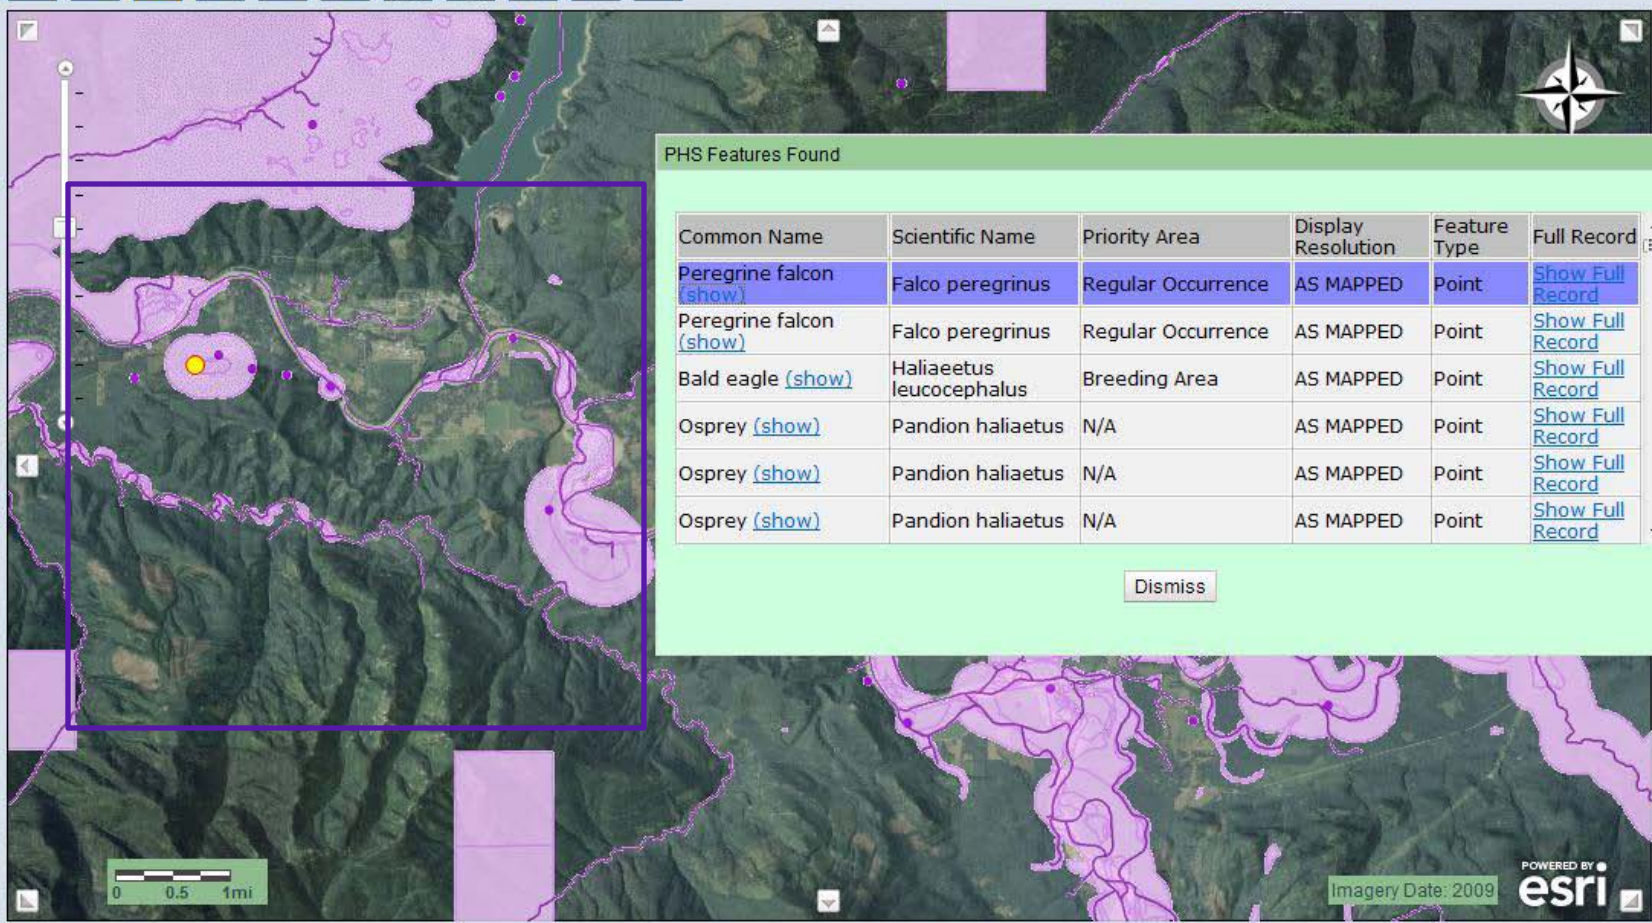 PHS Features Found
Common Name Scientific Name Priority Area Display Resolution Feature Type Full Record
Peregrine falcon (show) Falco peregrinus Regular Occurrence AS MAPPED Point Show Full Record
Peregrine falcon (show) Falco peregrinus Regular Occurrence AS MAPPED Point Show Full Record
Bald eagle (show) Haliaeetus leucocephalus Breeding Area AS MAPPED Point Show Full Record
Osprey (show) Pandion haliaetus N/A AS MAPPED Point Show Full Record
Osprey (show) Pandion haliaetus N/A AS MAPPED Point Show Full Record
Osprey (show) Pandion haliaetus N/A AS MAPPED Point Show Full Record
Dismiss
0 0.5 1mi
Imagery Date: 2009
POWERED BY
esri